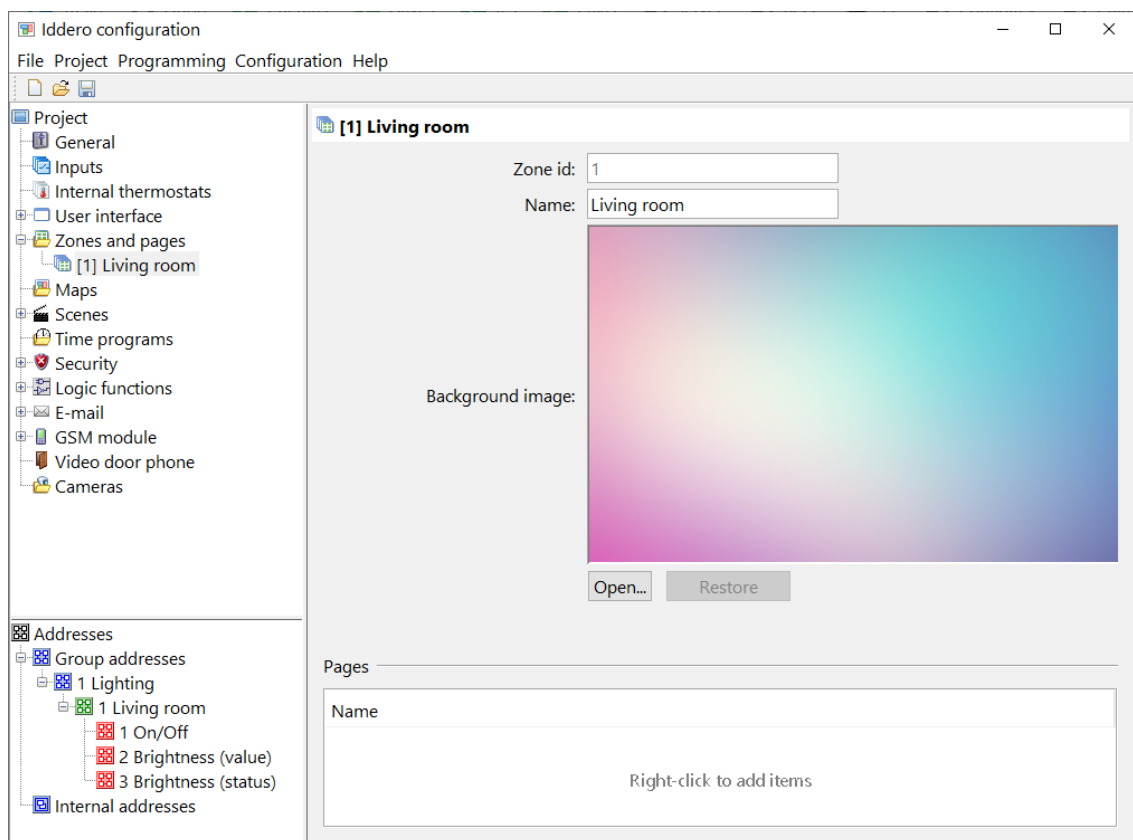 Iddero configuration
File Project Programming Configuration Help
Project
General
Inputs
Internal thermostats
User interface
Zones and pages
[1] Living room
Maps
Scenes
Time programs
Security
Logic functions
E-mail
GSM module
Video door phone
Cameras
Addresses
Group addresses
1 Lighting
1 Living room
1 On/Off
2 Brightness (value)
3 Brightness (status)
Internal addresses
[1] Living room
Zone id: 1
Name: Living room
Background image:
Open... Restore
Pages
Name
Right-click to add items